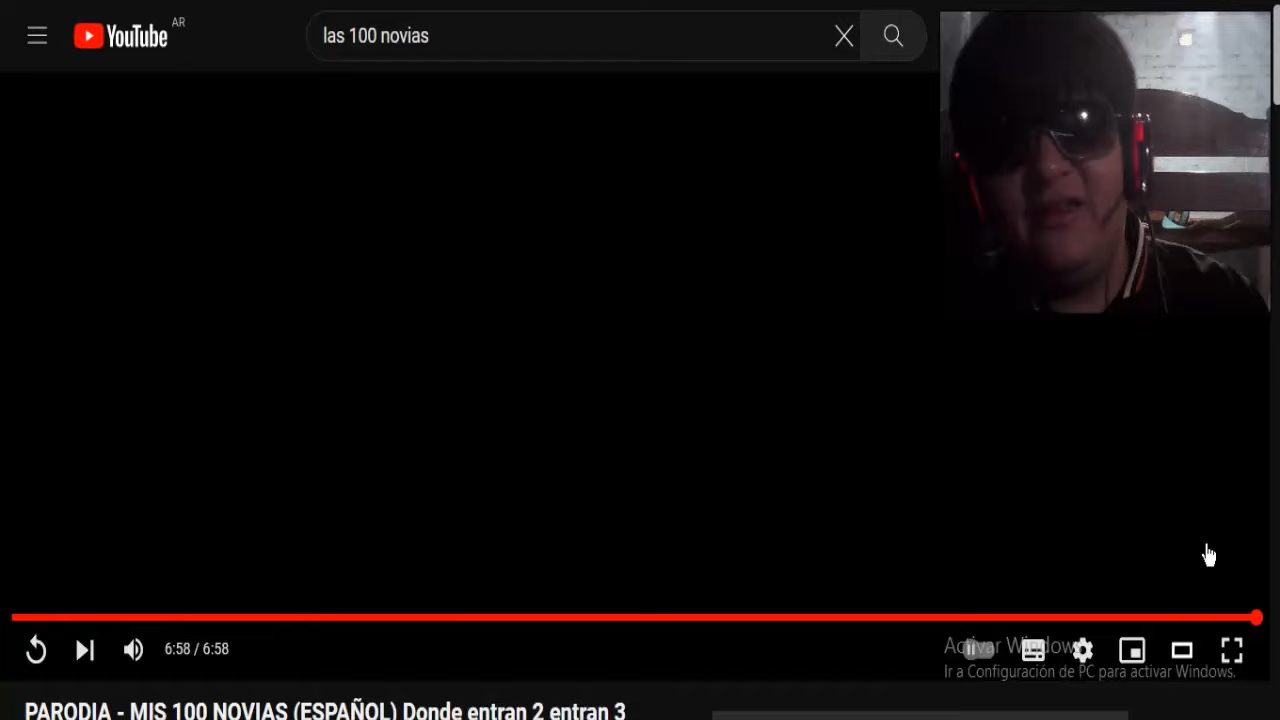 YouTube AR
las 100 novias
6:58 / 6:58
Activar Windows
Ir a Configuración de PC para activar Windows.
PARODIA - MIS 100 NOVIAS (ESPAÑOL) Donde entran 2 entran 3